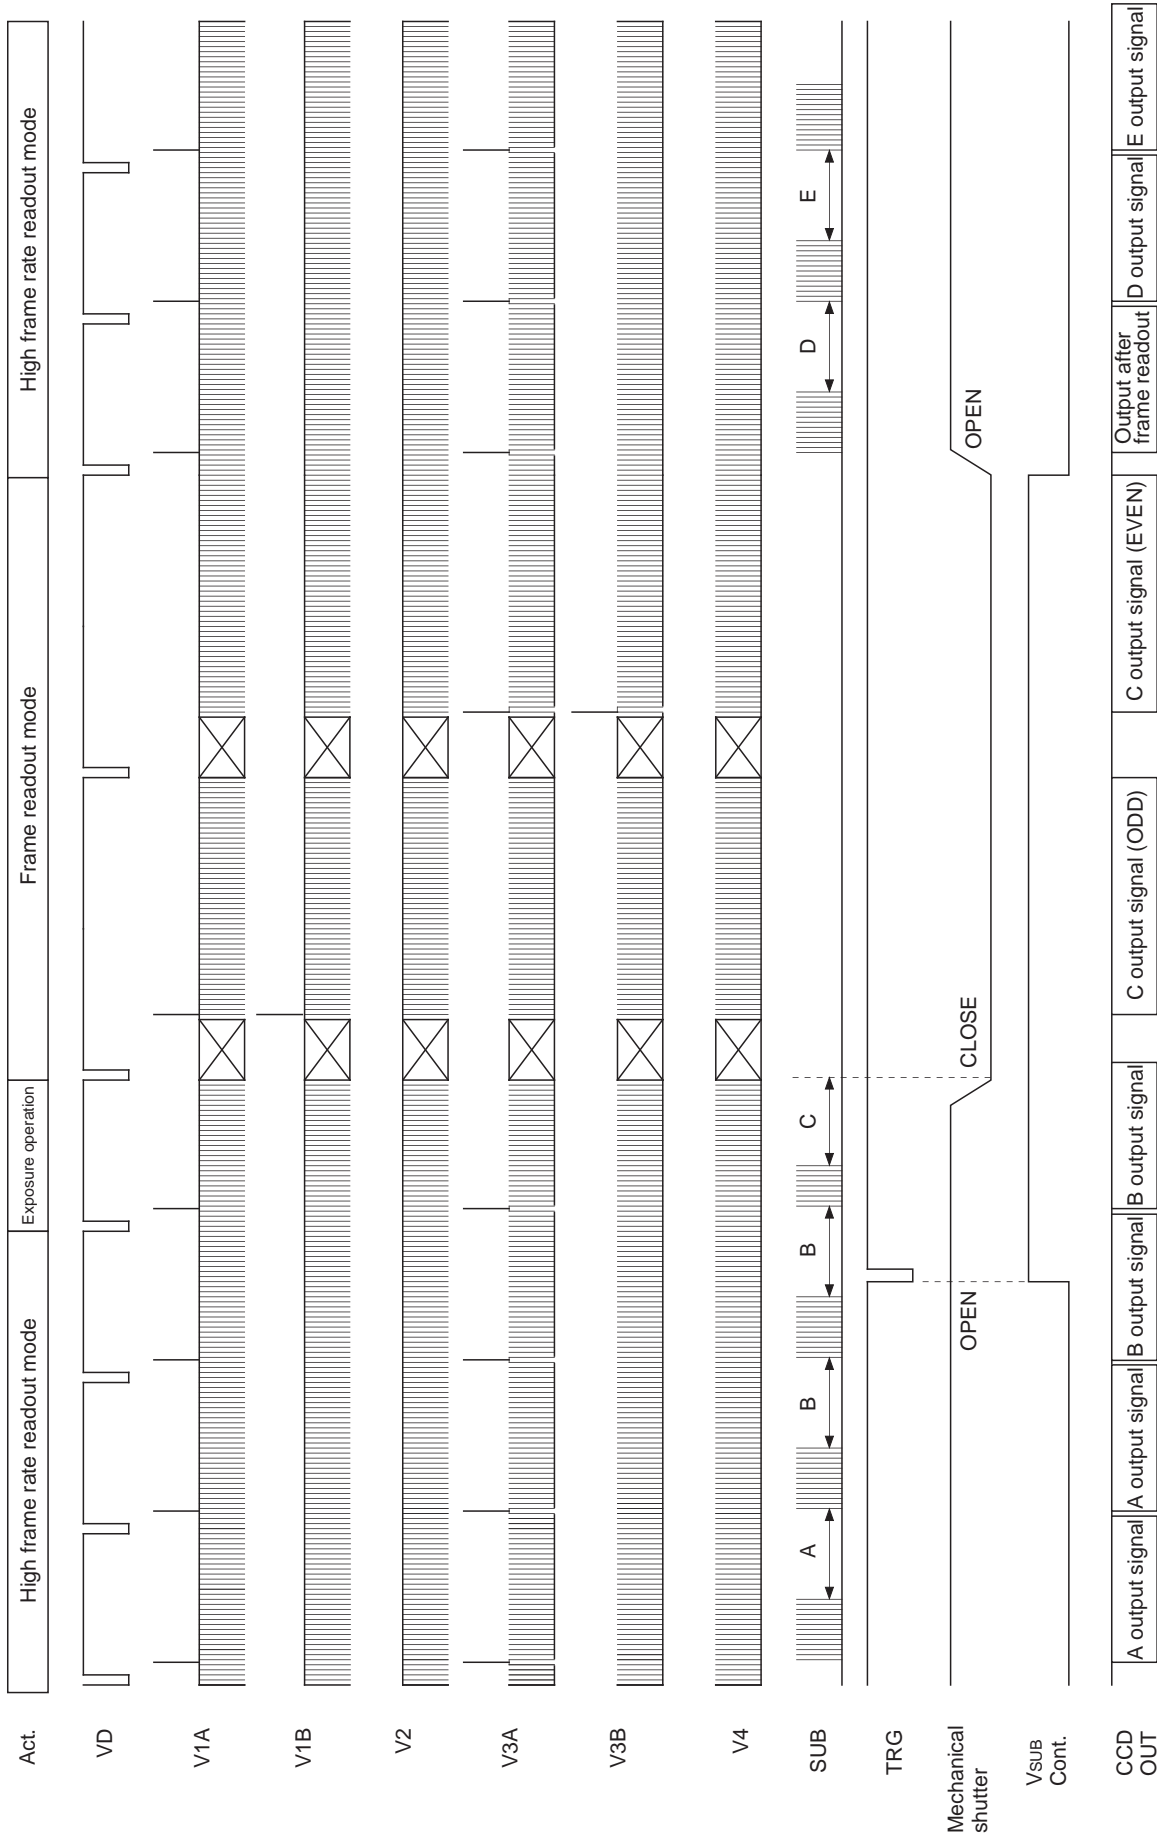 Act.
High frame rate readout mode
Exposure operation
Frame readout mode
High frame rate readout mode
VD
V1A
V1B
V2
V3A
V3B
V4
SUB
A
B
B
C
D
E
TRG
Mechanical
shutter
OPEN
CLOSE
OPEN
VSUB
Cont.
CCD
OUT
A output signal
A output signal
B output signal
B output signal
C output signal (ODD)
C output signal (EVEN)
Output after
frame readout
D output signal
E output signal